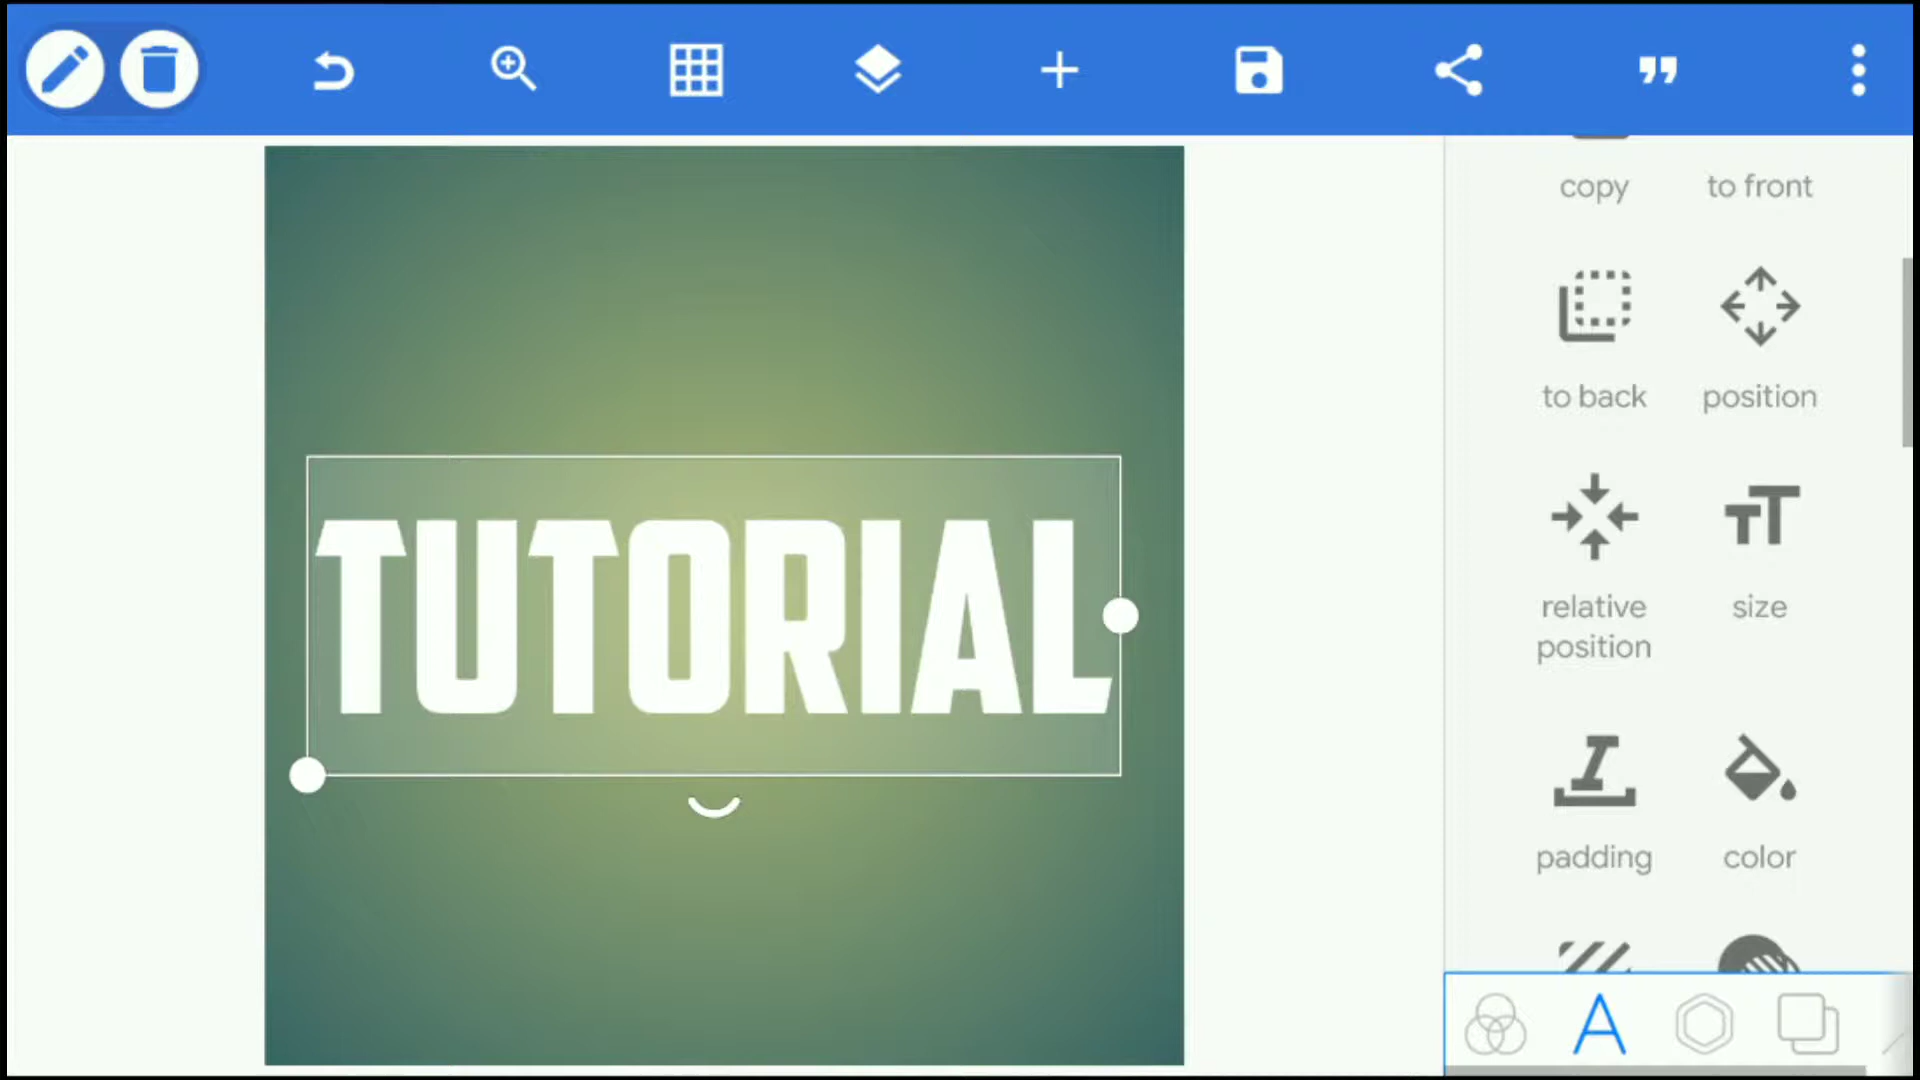 copy to front
to back position
TUTORIAL
relative position size
padding color